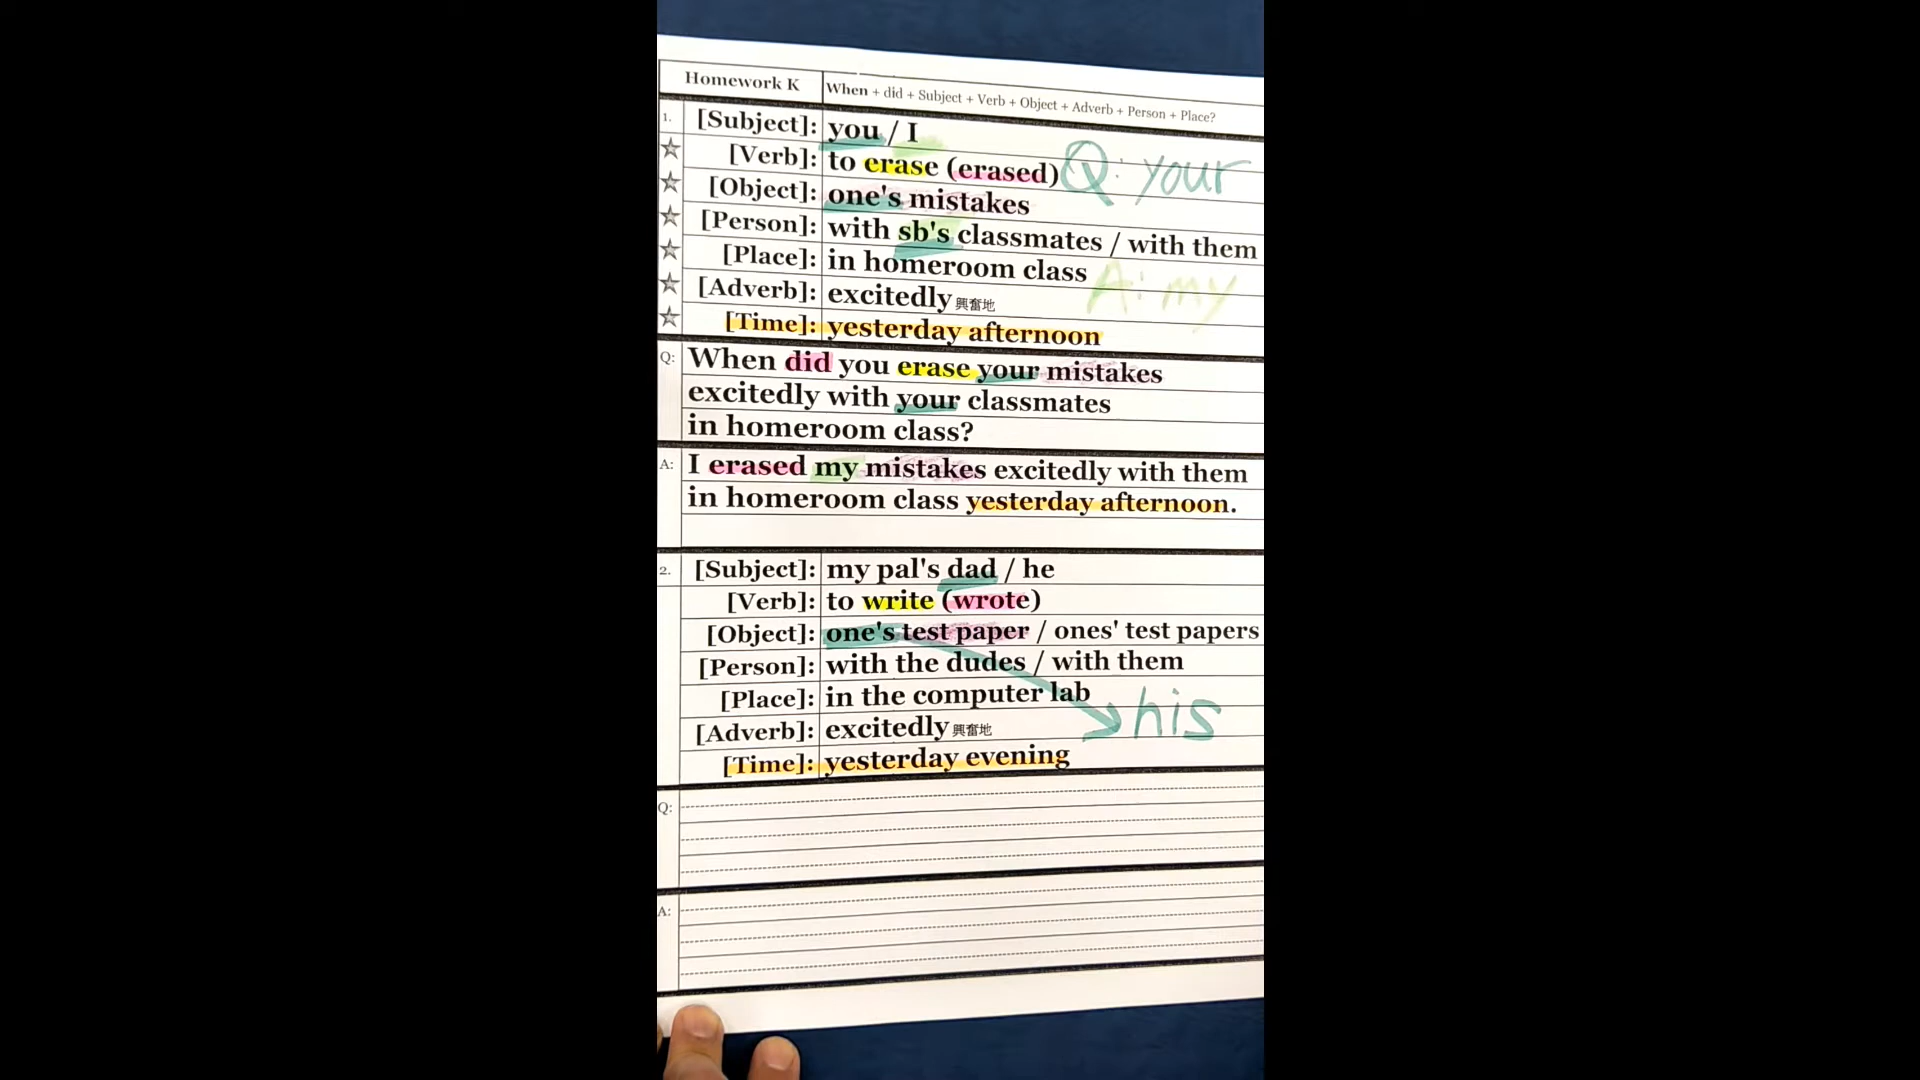 Homework K When + did + Subject + Verb + Object + Adverb + Person + Place?
1. [Subject]: you / I
[Verb]: to erase (erased) Q: your
[Object]: one's mistakes
[Person]: with sb's classmates / with them
[Place]: in homeroom class A: my
[Adverb]: excitedly 興奮地
[Time]: yesterday afternoon
Q: When did you erase your mistakes
excitedly with your classmates
in homeroom class?
A: I erased my mistakes excitedly with them
in homeroom class yesterday afternoon.
2. [Subject]: my pal's dad / he
[Verb]: to write (wrote)
[Object]: one's test paper / ones' test papers
[Person]: with the dudes / with them
[Place]: in the computer lab his
[Adverb]: excitedly 興奮地
[Time]: yesterday evening
Q:
A: